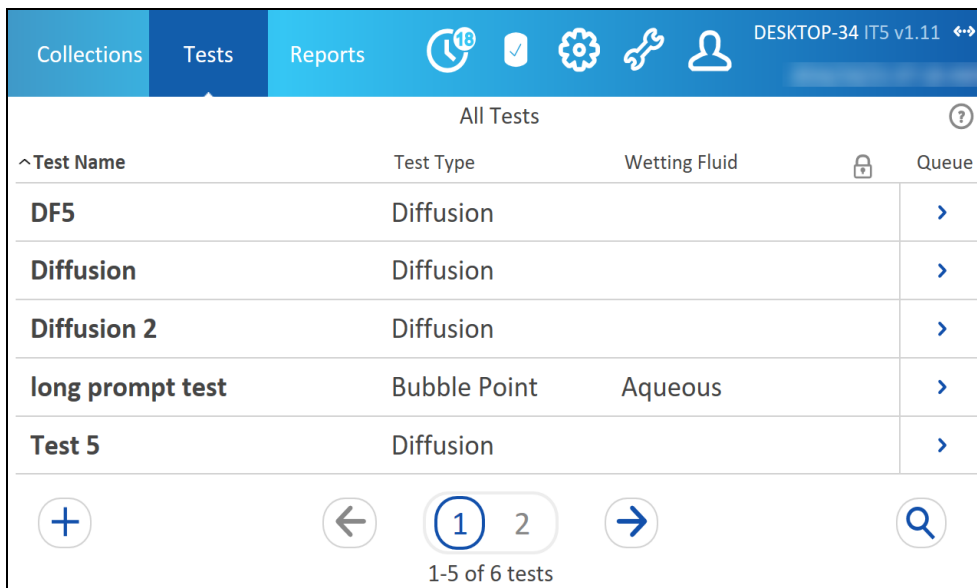 Collections Tests Reports 18 DESKTOP-34 IT5 v1.11
All Tests ?
Test Name Test Type Wetting Fluid Queue
DF5 Diffusion
Diffusion Diffusion
Diffusion 2 Diffusion
long prompt test Bubble Point Aqueous
Test 5 Diffusion
1 2
1-5 of 6 tests